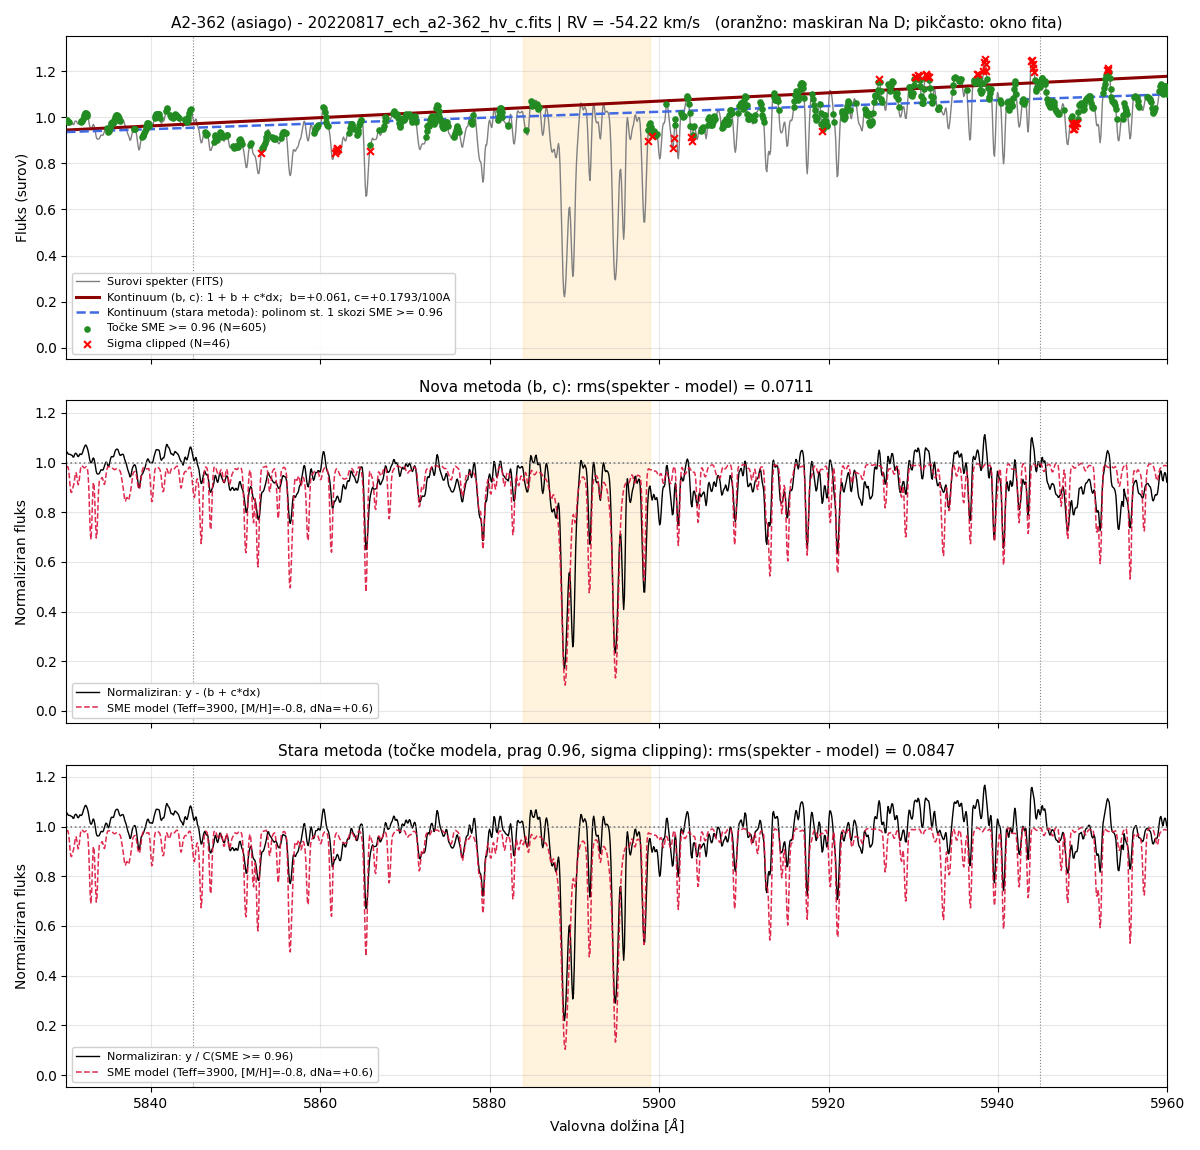 A2-362 (asiago) - 20220817_ech_a2-362_hv_c.fits | RV = -54.22 km/s   (oranžno: maskiran Na D; pikčasto: okno fita)
1.2
1.0
0.8
0.6
0.4
0.2
0.0
Fluks (surov)
Surovi spekter (FITS)
Kontinuum (b, c): 1 + b + c*dx;  b=+0.061, c=+0.1793/100A
Kontinuum (stara metoda): polinom st. 1 skozi SME >= 0.96
Točke SME >= 0.96 (N=605)
Sigma clipped (N=46)
Nova metoda (b, c): rms(spekter - model) = 0.0711
1.2
1.0
0.8
0.6
0.4
0.2
0.0
Normaliziran fluks
Normaliziran: y - (b + c*dx)
SME model (Teff=3900, [M/H]=-0.8, dNa=+0.6)
Stara metoda (točke modela, prag 0.96, sigma clipping): rms(spekter - model) = 0.0847
1.2
1.0
0.8
0.6
0.4
0.2
0.0
Normaliziran fluks
Normaliziran: y / C(SME >= 0.96)
SME model (Teff=3900, [M/H]=-0.8, dNa=+0.6)
5840 5860 5880 5900 5920 5940 5960
Valovna dolžina [Å]